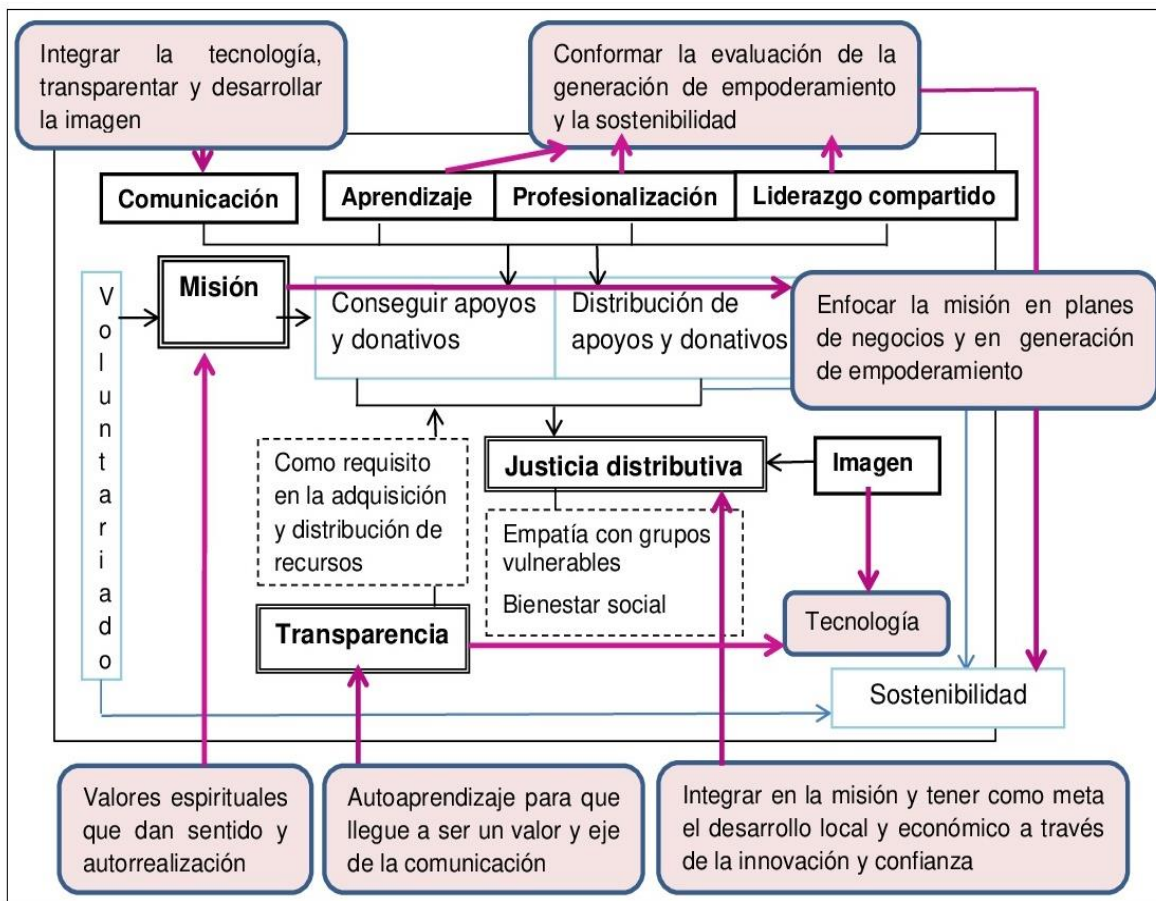 Integrar la tecnología,
transparentar y desarrollar
la imagen
Conformar la evaluación de la
generación de empoderamiento
y la sostenibilidad
Comunicación
Aprendizaje
Profesionalización
Liderazgo compartido
Voluntariado
Misión
Conseguir apoyos
y donativos
Distribución de
apoyos y donativos
Enfocar la misión en planes
de negocios y en generación
de empoderamiento
Como requisito
en la adquisición
y distribución de
recursos
Justicia distributiva
Imagen
Empatía con grupos
vulnerables
Bienestar social
Transparencia
Tecnología
Sostenibilidad
Valores espirituales
que dan sentido y
autorrealización
Autoaprendizaje para que
llegue a ser un valor y eje
de la comunicación
Integrar en la misión y tener como meta
el desarrollo local y económico a través
de la innovación y confianza